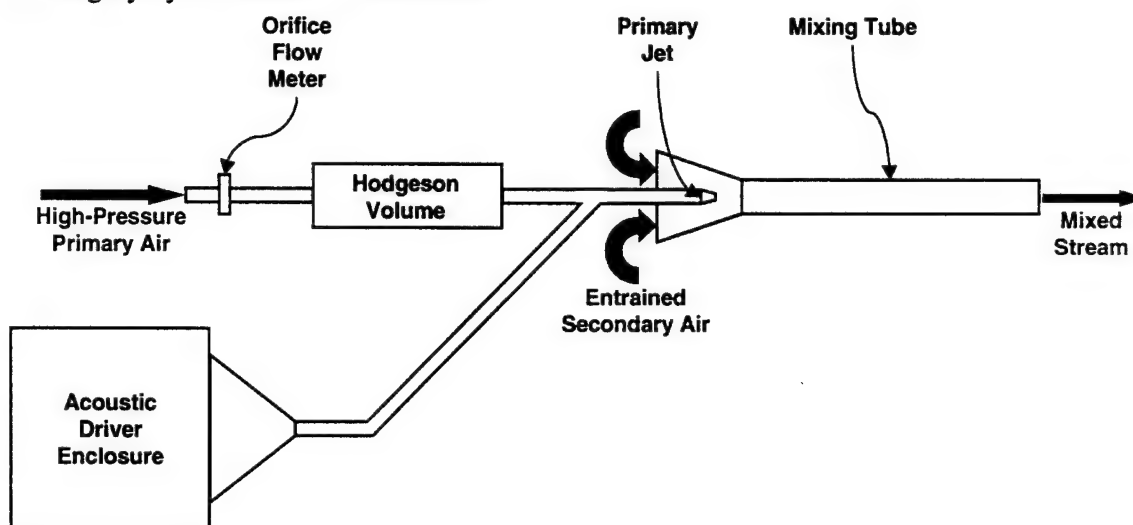 Orifice
Flow
Meter
Primary
Jet
Mixing Tube
Hodgeson
Volume
High-Pressure
Primary Air
Mixed
Stream
Entrained
Secondary Air
Acoustic
Driver
Enclosure